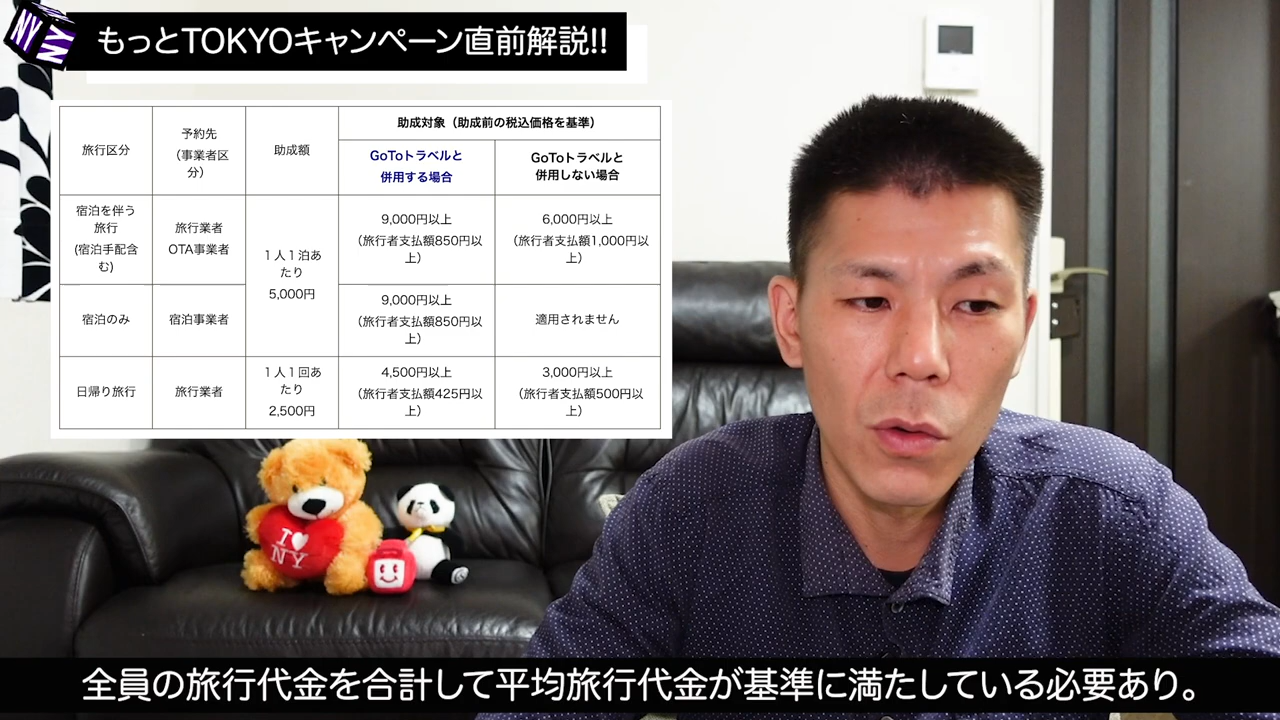 NY
NY
もっとTOKYOキャンペーン直前解説!!
旅行区分
予約先
（事業者区
分）
助成額
助成対象（助成前の税込価格を基準）
GoToトラベルと
併用する場合
GoToトラベルと
併用しない場合
宿泊を伴う
旅行
(宿泊手配含
む)
旅行業者
OTA事業者
１人１泊あ
たり
5,000円
9,000円以上
（旅行者支払額850円以
上）
6,000円以上
（旅行者支払額1,000円以
上）
宿泊のみ
宿泊事業者
9,000円以上
（旅行者支払額850円以
上）
適用されません
日帰り旅行
旅行業者
１人１回あ
たり
2,500円
4,500円以上
（旅行者支払額425円以
上）
3,000円以上
（旅行者支払額500円以
上）
I
NY
全員の旅行代金を合計して平均旅行代金が基準に満たしている必要あり。